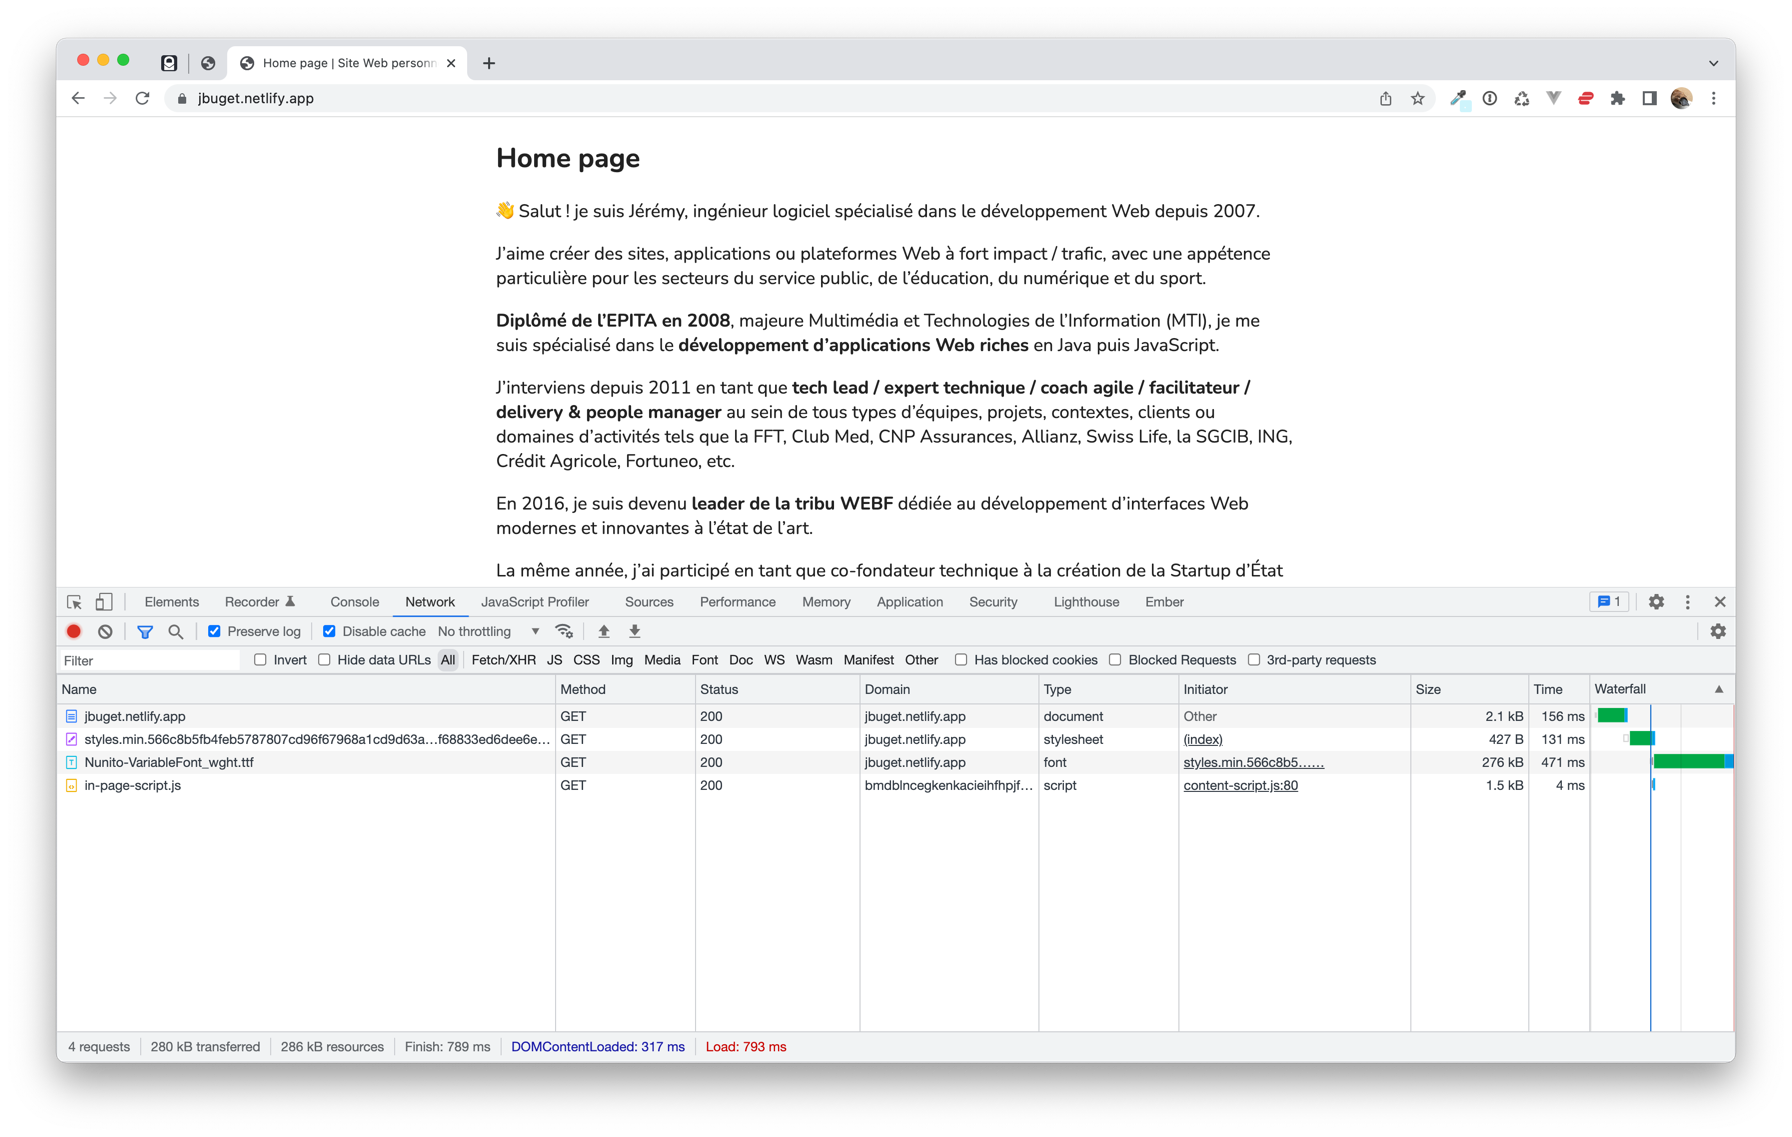 Home page | Site Web personn
jbuget.netlify.app
Home page
👋 Salut ! je suis Jérémy, ingénieur logiciel spécialisé dans le développement Web depuis 2007.
J’aime créer des sites, applications ou plateformes Web à fort impact / trafic, avec une appétence
particulière pour les secteurs du service public, de l’éducation, du numérique et du sport.
Diplômé de l’EPITA en 2008, majeure Multimédia et Technologies de l’Information (MTI), je me
suis spécialisé dans le développement d’applications Web riches en Java puis JavaScript.
J’interviens depuis 2011 en tant que tech lead / expert technique / coach agile / facilitateur /
delivery & people manager au sein de tous types d’équipes, projets, contextes, clients ou
domaines d’activités tels que la FFT, Club Med, CNP Assurances, Allianz, Swiss Life, la SGCIB, ING,
Crédit Agricole, Fortuneo, etc.
En 2016, je suis devenu leader de la tribu WEBF dédiée au développement d’interfaces Web
modernes et innovantes à l’état de l’art.
La même année, j’ai participé en tant que co-fondateur technique à la création de la Startup d’État
Elements Recorder Console Network JavaScript Profiler Sources Performance Memory Application Security Lighthouse Ember 1
Preserve log Disable cache No throttling
Filter Invert Hide data URLs All Fetch/XHR JS CSS Img Media Font Doc WS Wasm Manifest Other Has blocked cookies Blocked Requests 3rd-party requests
Name Method Status Domain Type Initiator Size Time Waterfall
jbuget.netlify.app GET 200 jbuget.netlify.app document Other 2.1 kB 156 ms
styles.min.566c8b5fb4feb5787807cd96f67968a1cd9d63a…f68833ed6dee6e… GET 200 jbuget.netlify.app stylesheet (index) 427 B 131 ms
Nunito-VariableFont_wght.ttf GET 200 jbuget.netlify.app font styles.min.566c8b5…… 276 kB 471 ms
in-page-script.js GET 200 bmdblncegkenkacieihfhpjf… script content-script.js:80 1.5 kB 4 ms
4 requests 280 kB transferred 286 kB resources Finish: 789 ms DOMContentLoaded: 317 ms Load: 793 ms